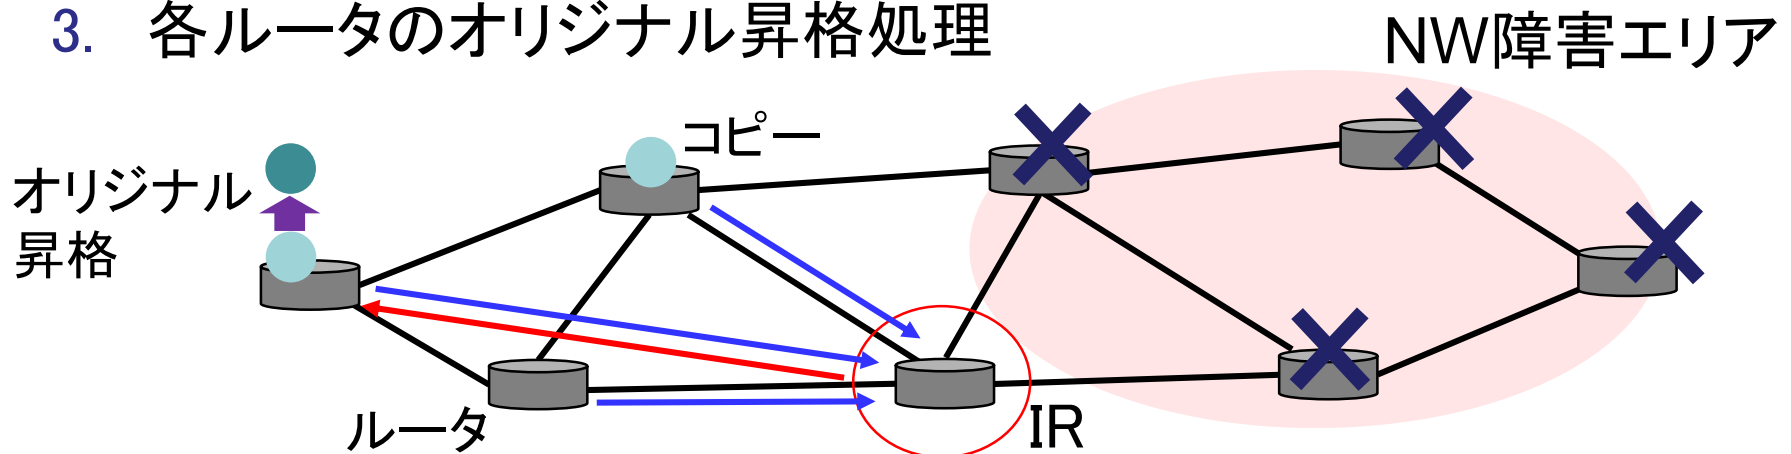 3. 各ルータのオリジナル昇格処理
NW障害エリア
コピー
オリジナル
昇格
ルータ
IR